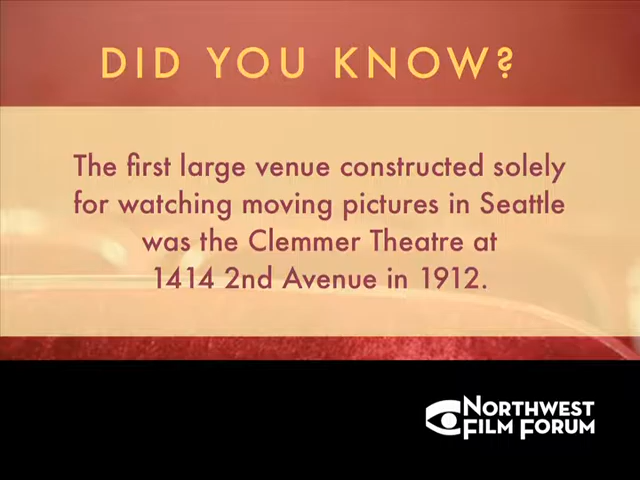 DID YOU KNOW?
The first large venue constructed solely
for watching moving pictures in Seattle
was the Clemmer Theatre at
1414 2nd Avenue in 1912.
NORTHWEST
FILM FORUM